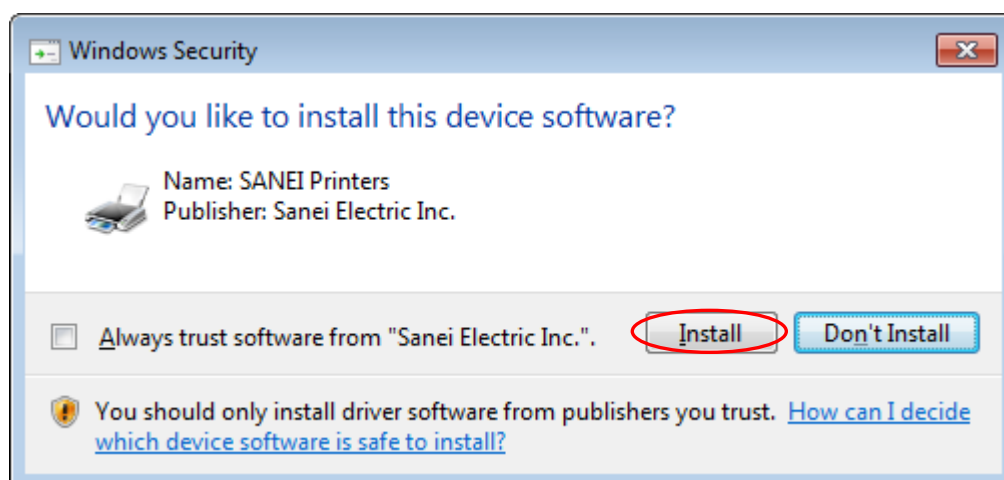 Windows Security
Would you like to install this device software?
Name: SANEI Printers
Publisher: Sanei Electric Inc.
Always trust software from "Sanei Electric Inc.".
Install
Don't Install
You should only install driver software from publishers you trust. How can I decide
which device software is safe to install?